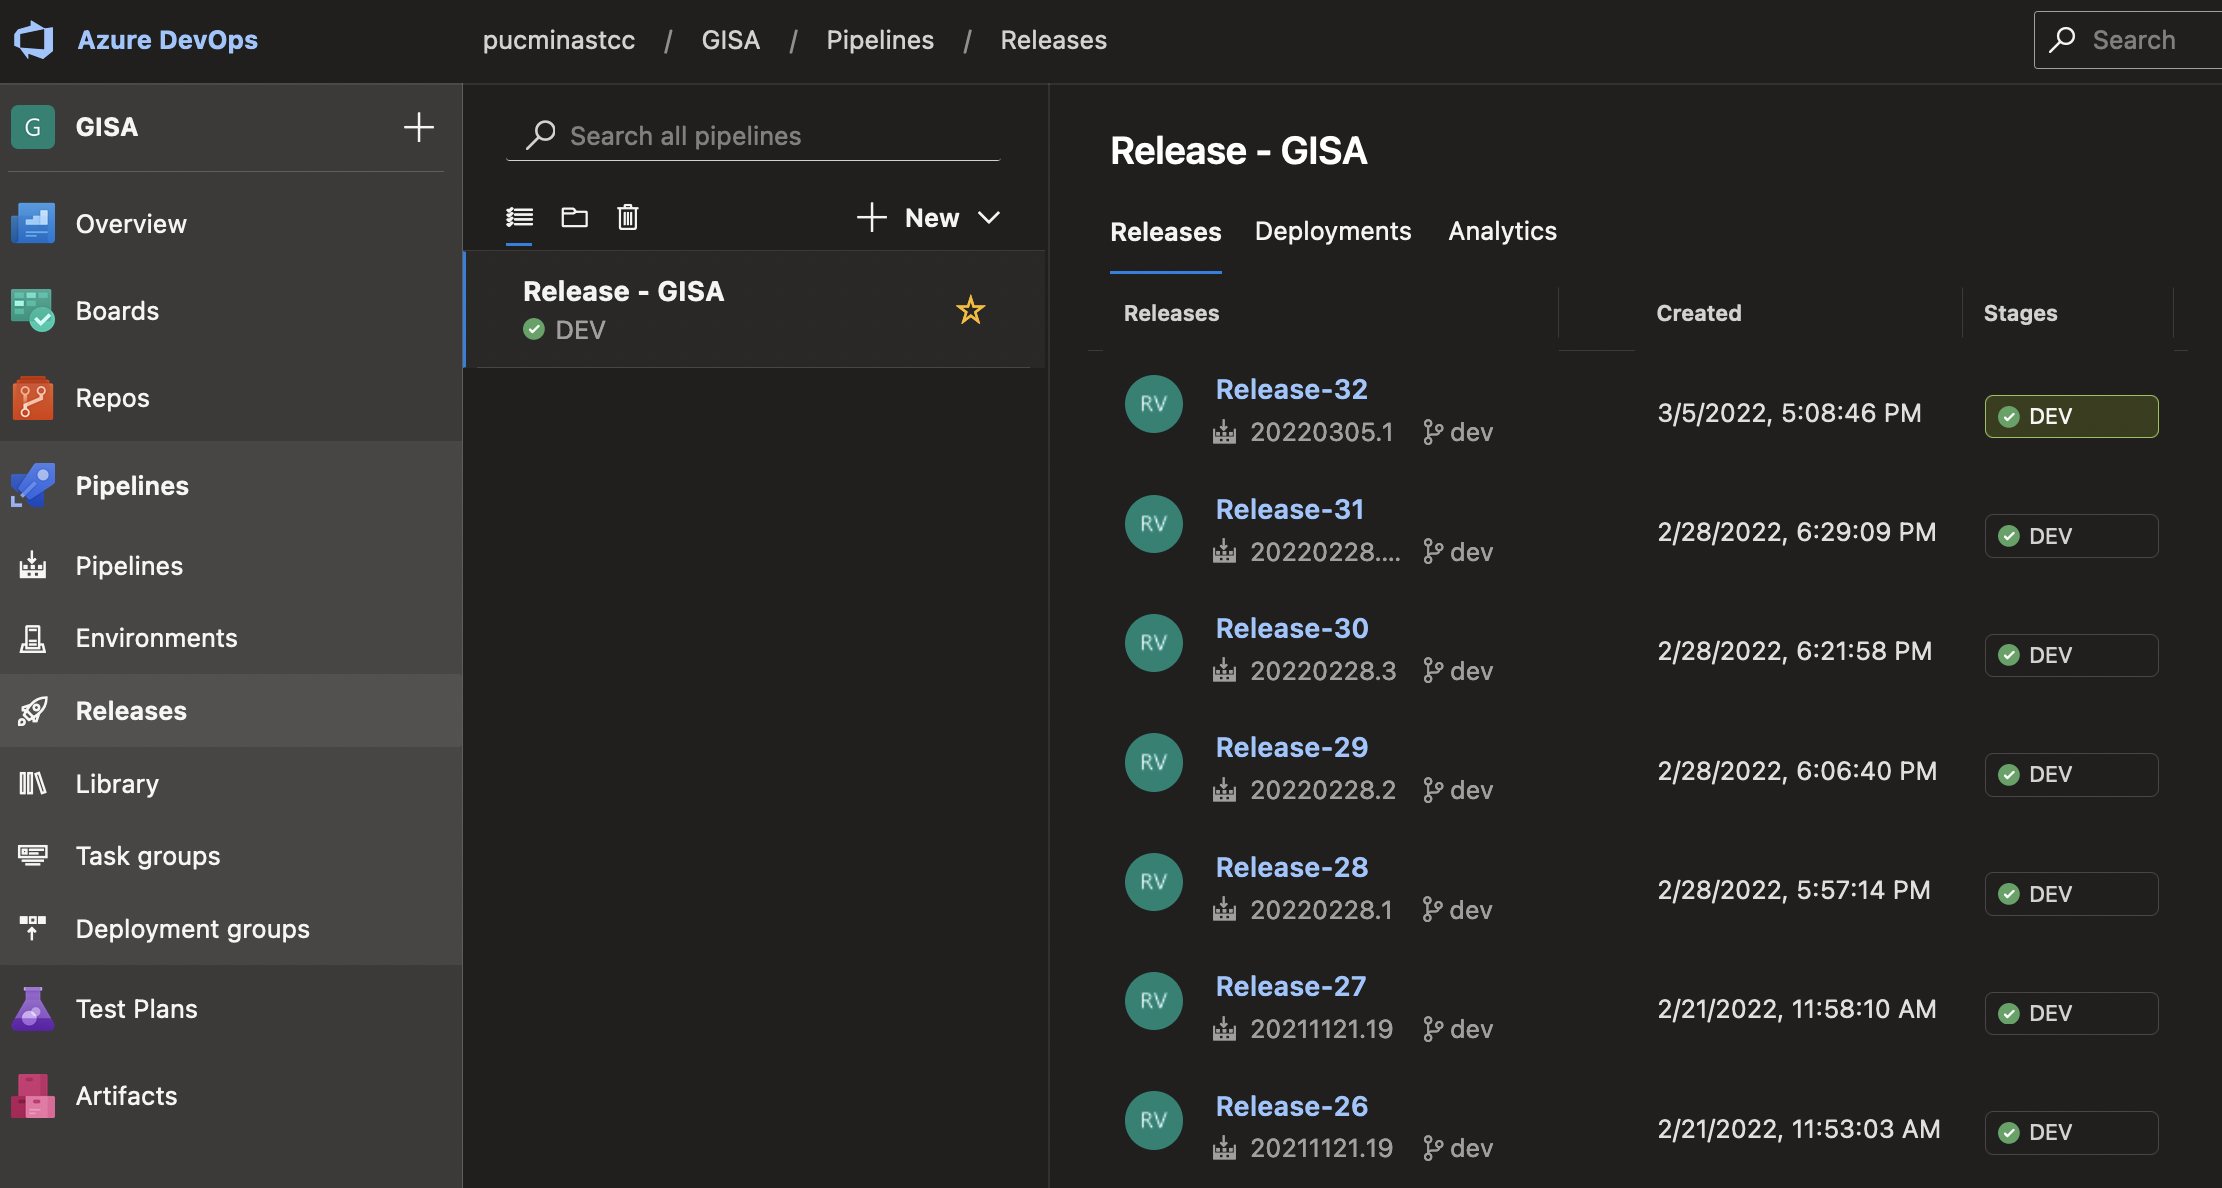 Azure DevOps
pucminastcc / GISA / Pipelines / Releases
Search
G GISA
Overview
Boards
Repos
Pipelines
Pipelines
Environments
Releases
Library
Task groups
Deployment groups
Test Plans
Artifacts
Search all pipelines
New
Release - GISA
DEV
Release - GISA
Releases Deployments Analytics
Releases Created Stages
RV Release-32
20220305.1 dev
3/5/2022, 5:08:46 PM
DEV
RV Release-31
20220228.... dev
2/28/2022, 6:29:09 PM
DEV
RV Release-30
20220228.3 dev
2/28/2022, 6:21:58 PM
DEV
RV Release-29
20220228.2 dev
2/28/2022, 6:06:40 PM
DEV
RV Release-28
20220228.1 dev
2/28/2022, 5:57:14 PM
DEV
RV Release-27
20211121.19 dev
2/21/2022, 11:58:10 AM
DEV
RV Release-26
20211121.19 dev
2/21/2022, 11:53:03 AM
DEV